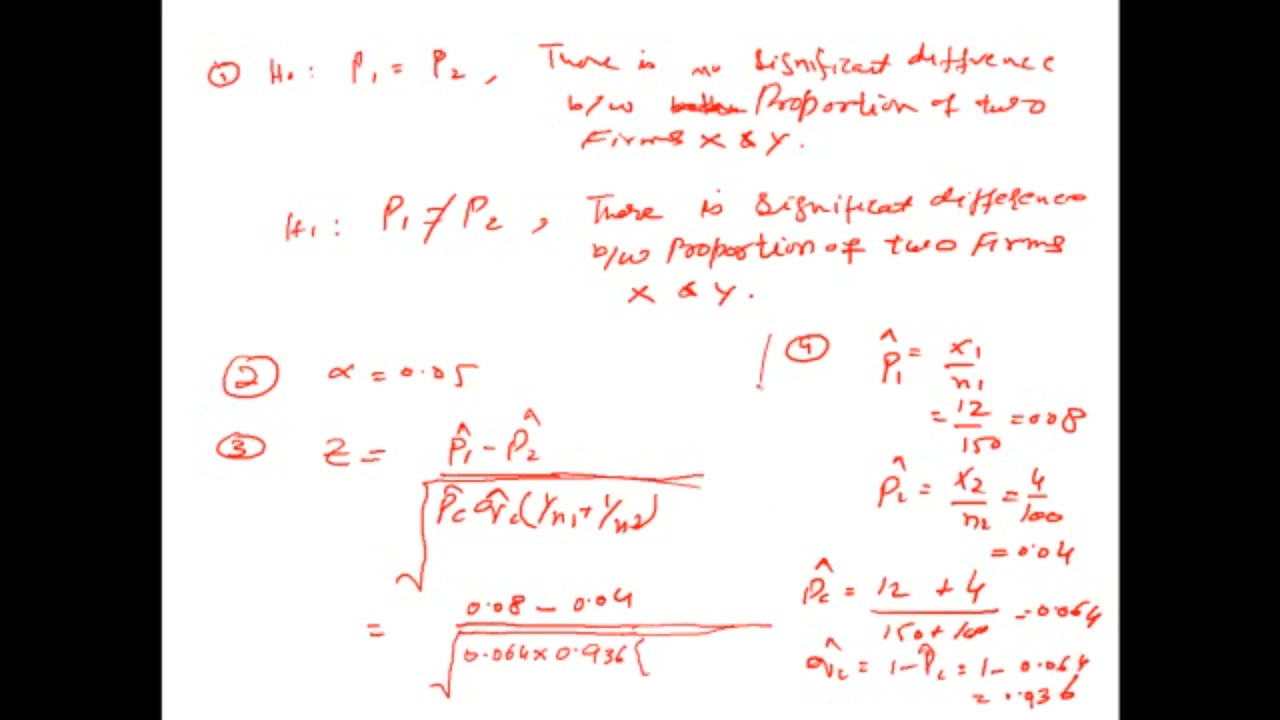 ① H₀: P₁ = P₂, There is no significant diffrence
b/w Proportion of two
Firms X & Y.
H₁: P₁ ≠ P₂, There is significat difference
b/w Proportion of two Firms
X & Y.
② α = 0.05
③ Z = (p̂₁ - p̂₂) / √(p̂c q̂c (1/n₁ + 1/n₂))
= (0.08 - 0.04) / √(0.064 x 0.936 (
④ p̂₁ = x₁/n₁
= 12/150 = 0.08
p̂₂ = x₂/n₂ = 4/100
= 0.04
p̂c = (12 + 4) / (150 + 100) = 0.064
q̂c = 1 - p̂c = 1 - 0.064
= 0.936